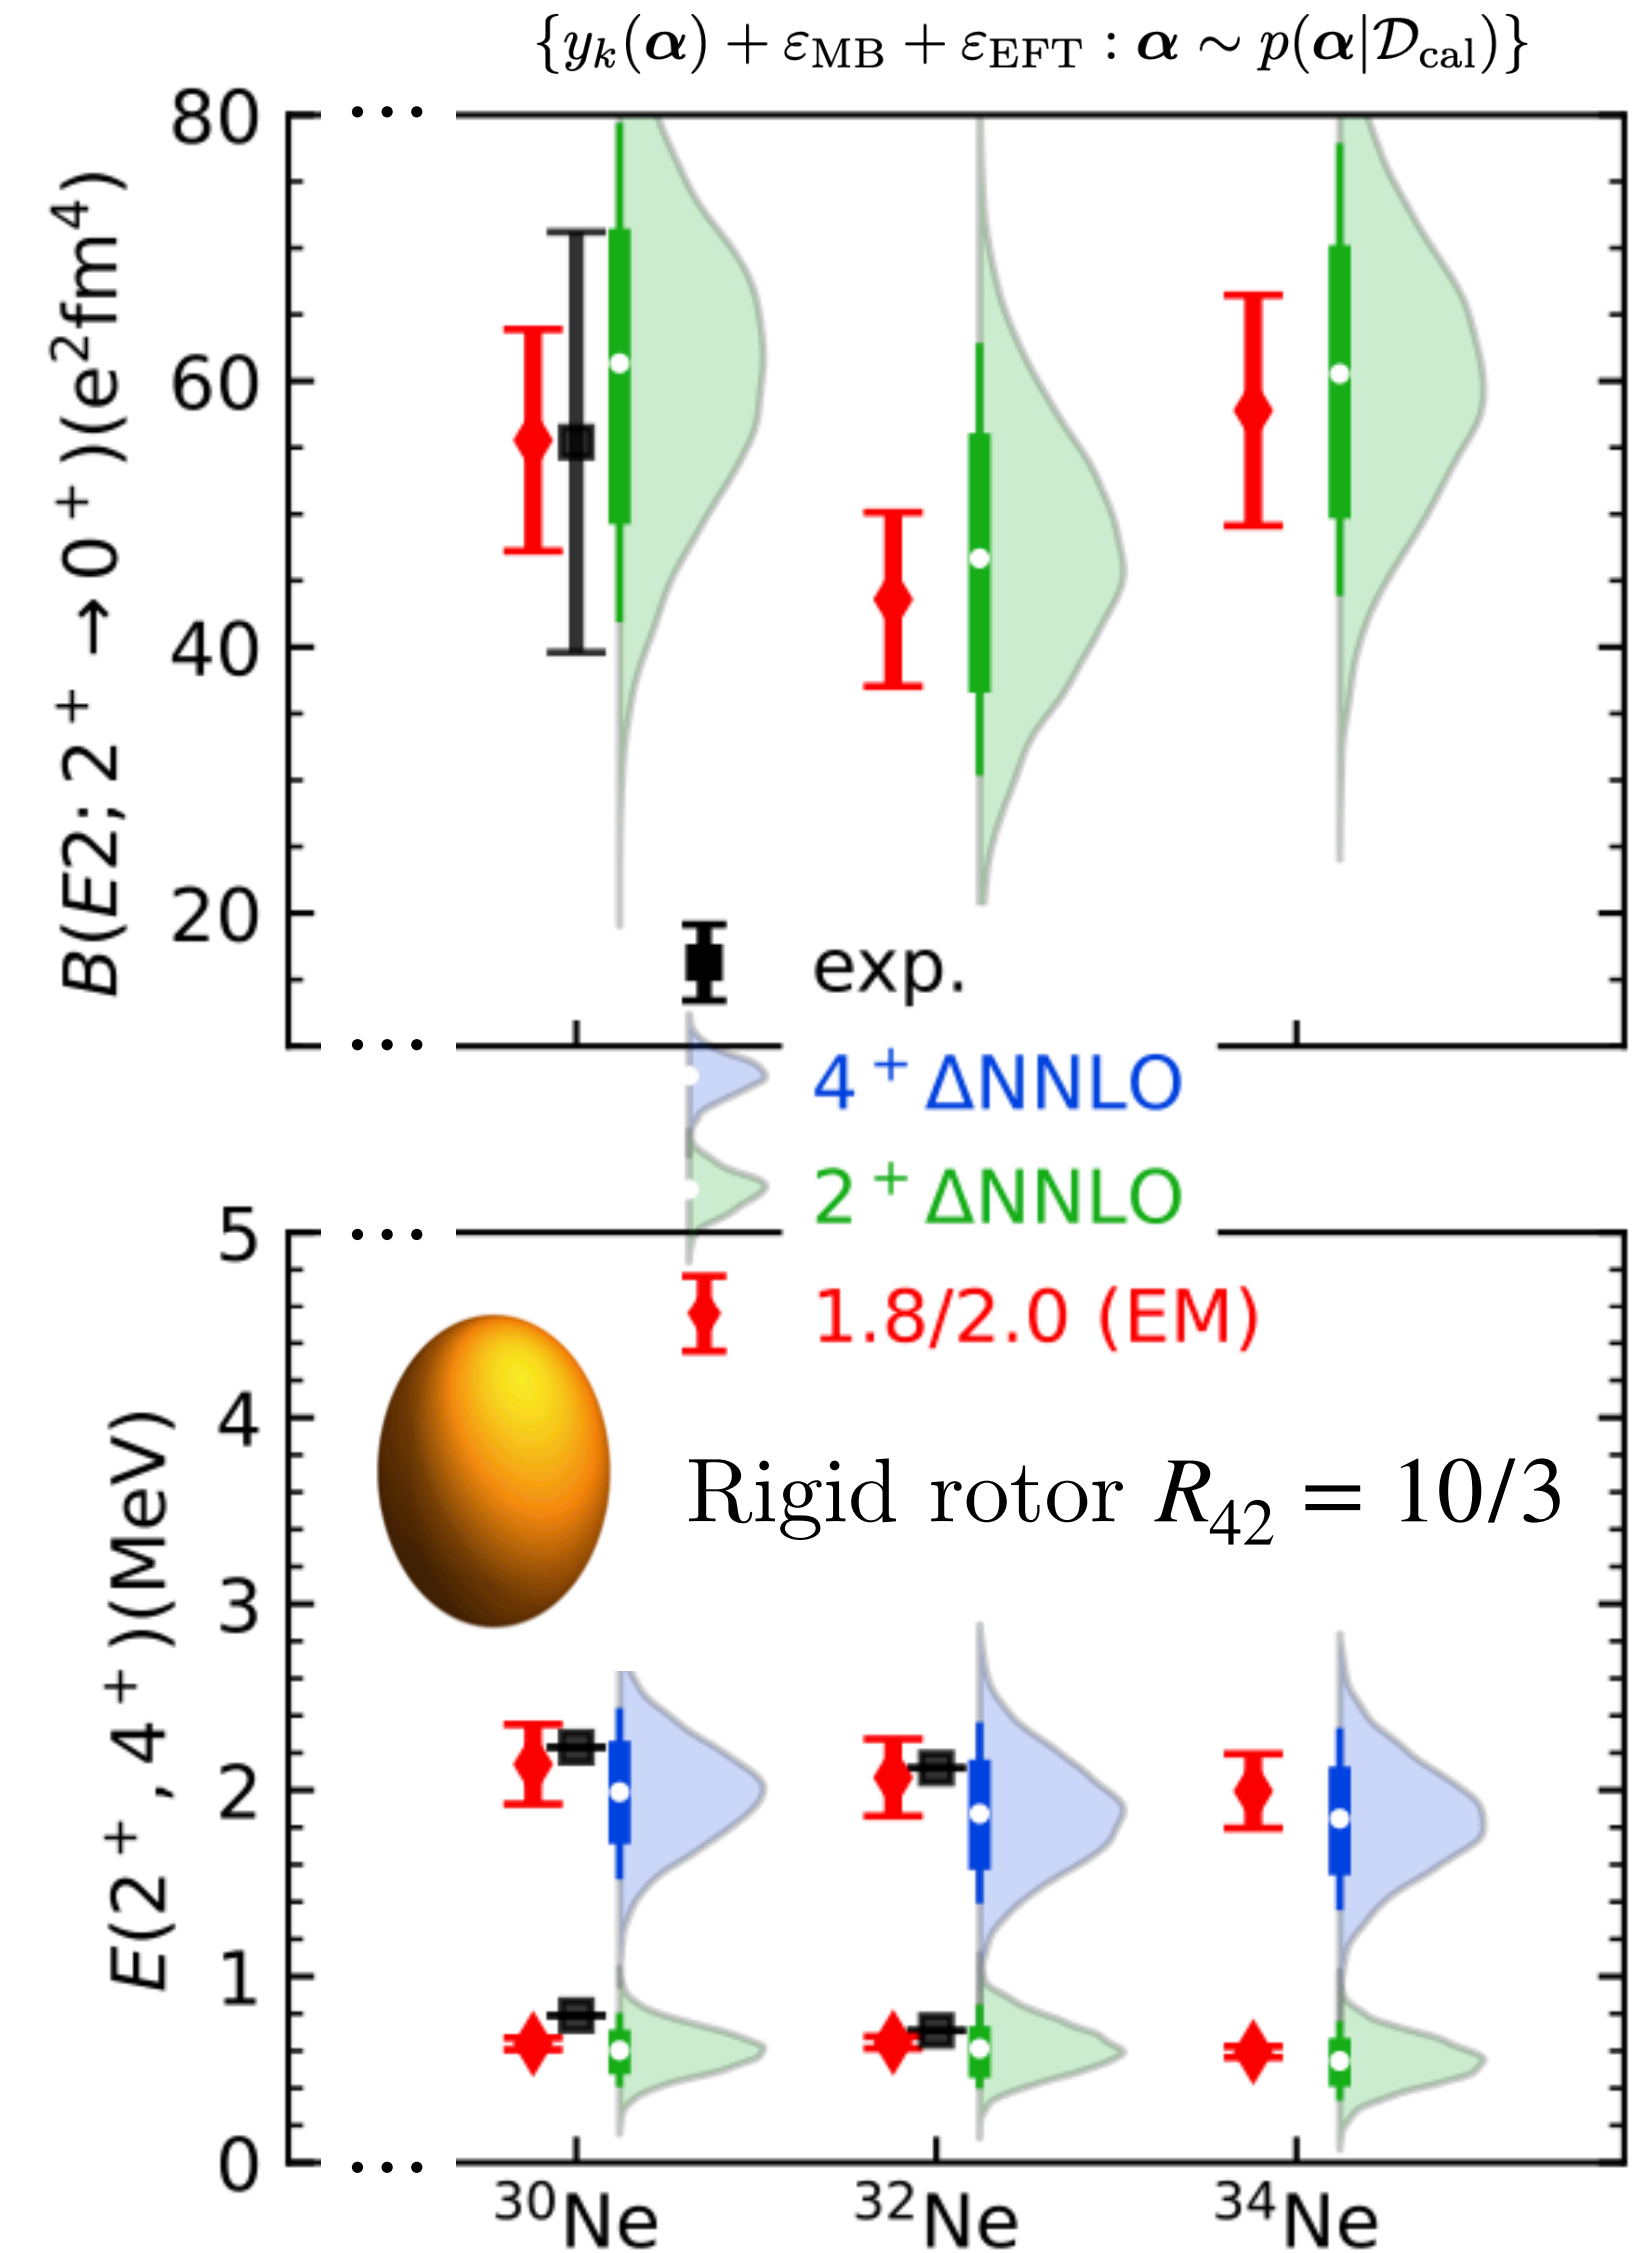 {yₖ(α) + ε_MB + ε_EFT : α ∼ p(α|𝒟_cal)}
B(E2; 2⁺ → 0⁺)(e²fm⁴)
80
60
40
20
exp.
4⁺ΔNNLO
2⁺ΔNNLO
1.8/2.0 (EM)
Rigid rotor R₄₂ = 10/3
E(2⁺, 4⁺)(MeV)
5
4
3
2
1
0
³⁰Ne ³²Ne ³⁴Ne